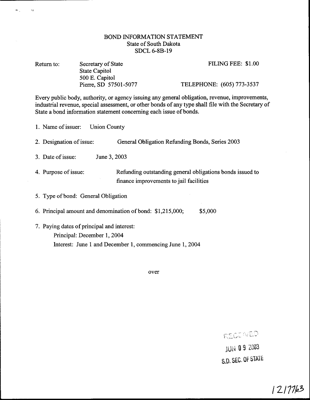 BOND INFORMATION STATEMENT
State of South Dakota
SDCL 6-8B-19
Return to: Secretary of State FILING FEE: $1.00
State Capitol
500 E. Capitol
Pierre, SD 57501-5077 TELEPHONE: (605) 773-3537
Every public body, authority, or agency issuing any general obligation, revenue, improvements,
industrial revenue, special assessment, or other bonds of any type shall file with the Secretary of
State a bond information statement concerning each issue of bonds.
1. Name of issuer: Union County
2. Designation of issue: General Obligation Refunding Bonds, Series 2003
3. Date of issue: June 3, 2003
4. Purpose of issue: Refunding outstanding general obligations bonds issued to
finance improvements to jail facilities
5. Type of bond: General Obligation
6. Principal amount and denomination of bond: $1,215,000; $5,000
7. Paying dates of principal and interest:
Principal: December 1, 2004
Interest: June 1 and December 1, commencing June 1, 2004
over
RECEIVED
JUN 09 2003
S.D. SEC. OF STATE
1217763